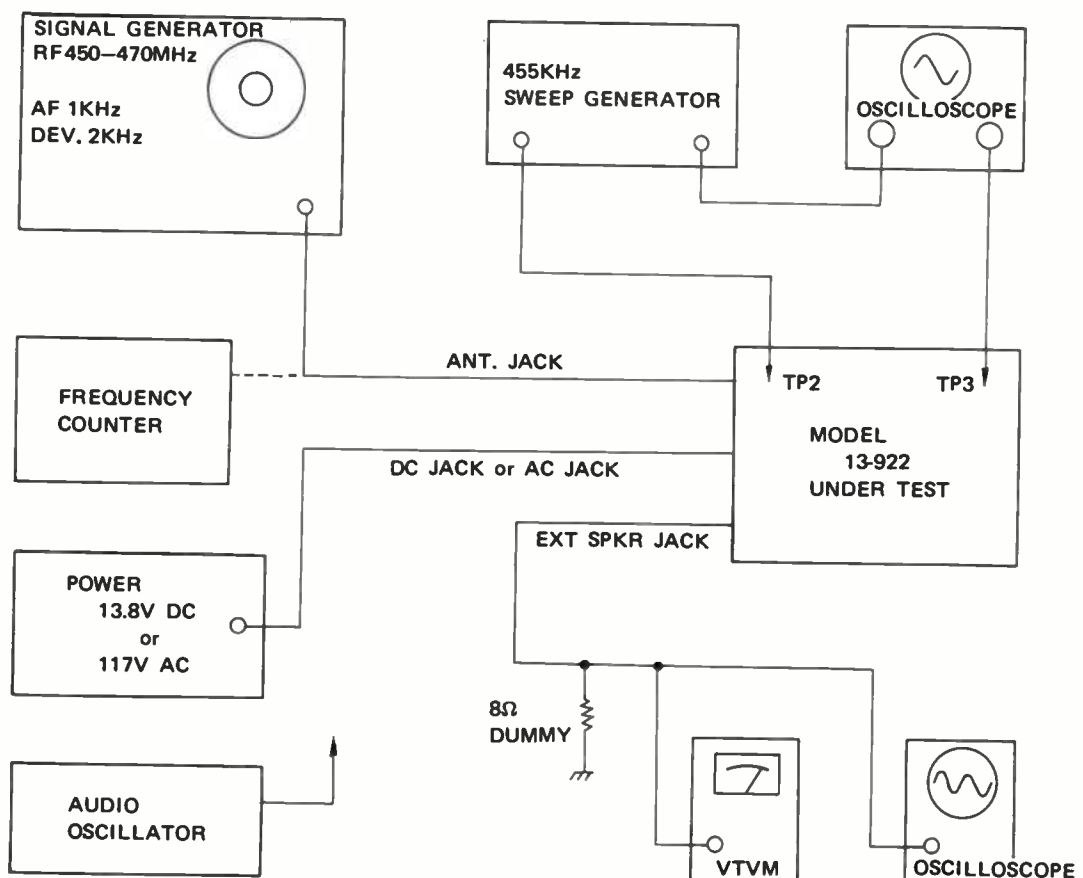 SIGNAL GENERATOR
RF450–470MHz
AF 1KHz
DEV. 2KHz
455KHz
SWEEP GENERATOR
OSCILLOSCOPE
FREQUENCY
COUNTER
ANT. JACK
DC JACK or AC JACK
EXT SPKR JACK
TP2
TP3
MODEL
13-922
UNDER TEST
POWER
13.8V DC
or
117V AC
8Ω
DUMMY
AUDIO
OSCILLATOR
VTVM
OSCILLOSCOPE